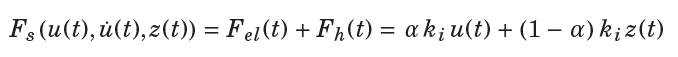 F_s(u(t), u̇(t), z(t)) = F_el(t) + F_h(t) = α k_i u(t) + (1 − α) k_i z(t)